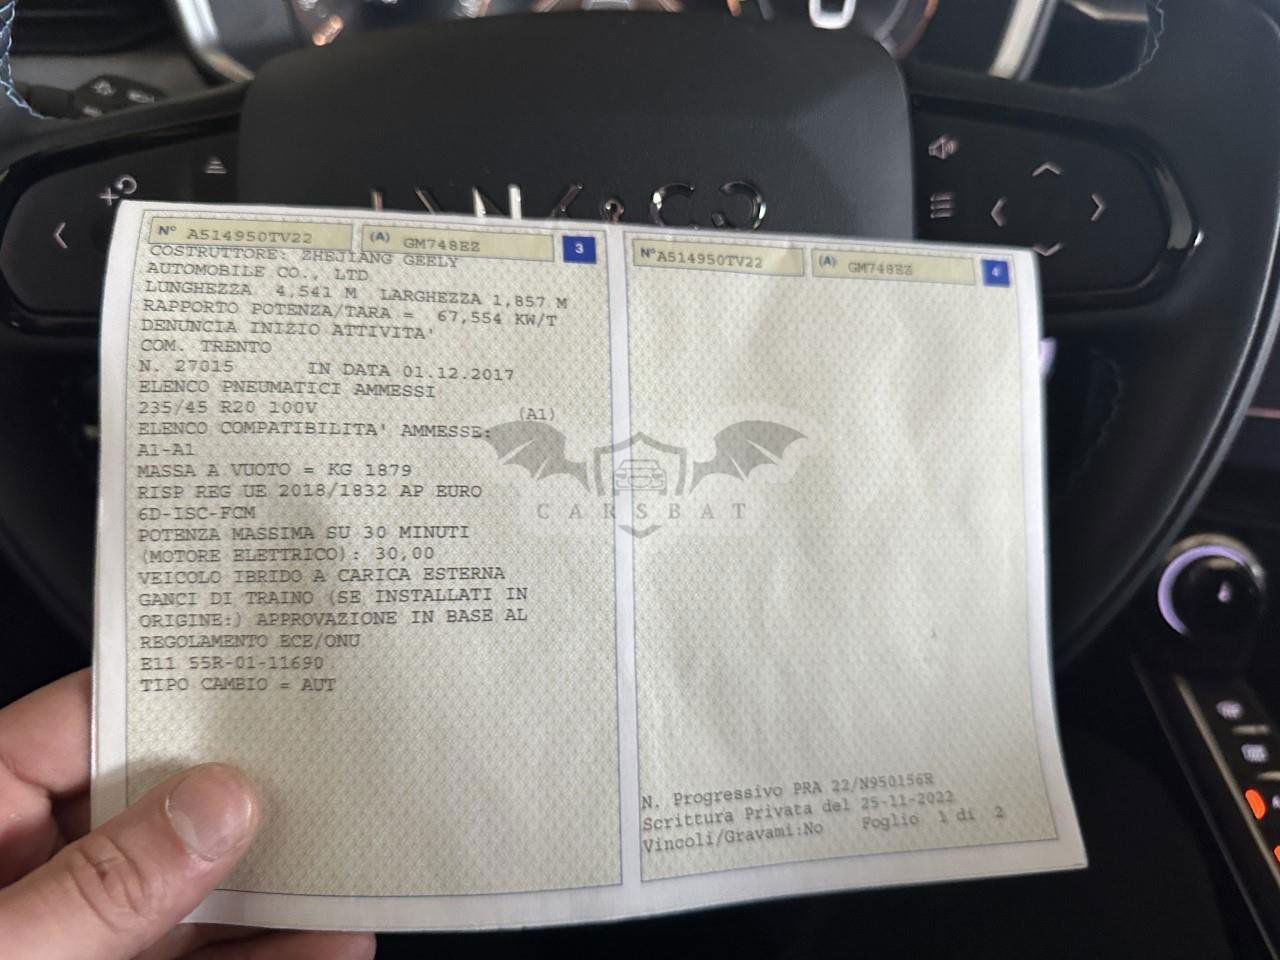 LYNK & CO
N° A514950TV22
(A) GM748EZ
3
COSTRUTTORE: ZHEJIANG GEELY
AUTOMOBILE CO., LTD
LUNGHEZZA 4,541 M LARGHEZZA 1,857 M
RAPPORTO POTENZA/TARA = 67,554 KW/T
DENUNCIA INIZIO ATTIVITA'
COM. TRENTO
N. 27015 IN DATA 01.12.2017
ELENCO PNEUMATICI AMMESSI
235/45 R20 100V (A1)
ELENCO COMPATIBILITA' AMMESSE:
A1-A1
MASSA A VUOTO = KG 1879
RISP REG UE 2018/1832 AP EURO
6D-ISC-FCM
POTENZA MASSIMA SU 30 MINUTI
(MOTORE ELETTRICO): 30,00
VEICOLO IBRIDO A CARICA ESTERNA
GANCI DI TRAINO (SE INSTALLATI IN
ORIGINE:) APPROVAZIONE IN BASE AL
REGOLAMENTO ECE/ONU
E11 55R-01-11690
TIPO CAMBIO = AUT
N° A514950TV22
(A) GM748EZ
4
CARSBAT
N. Progressivo PRA 22/N950156R
Scrittura Privata del 25-11-2022
Vincoli/Gravami:No Foglio 1 di 2